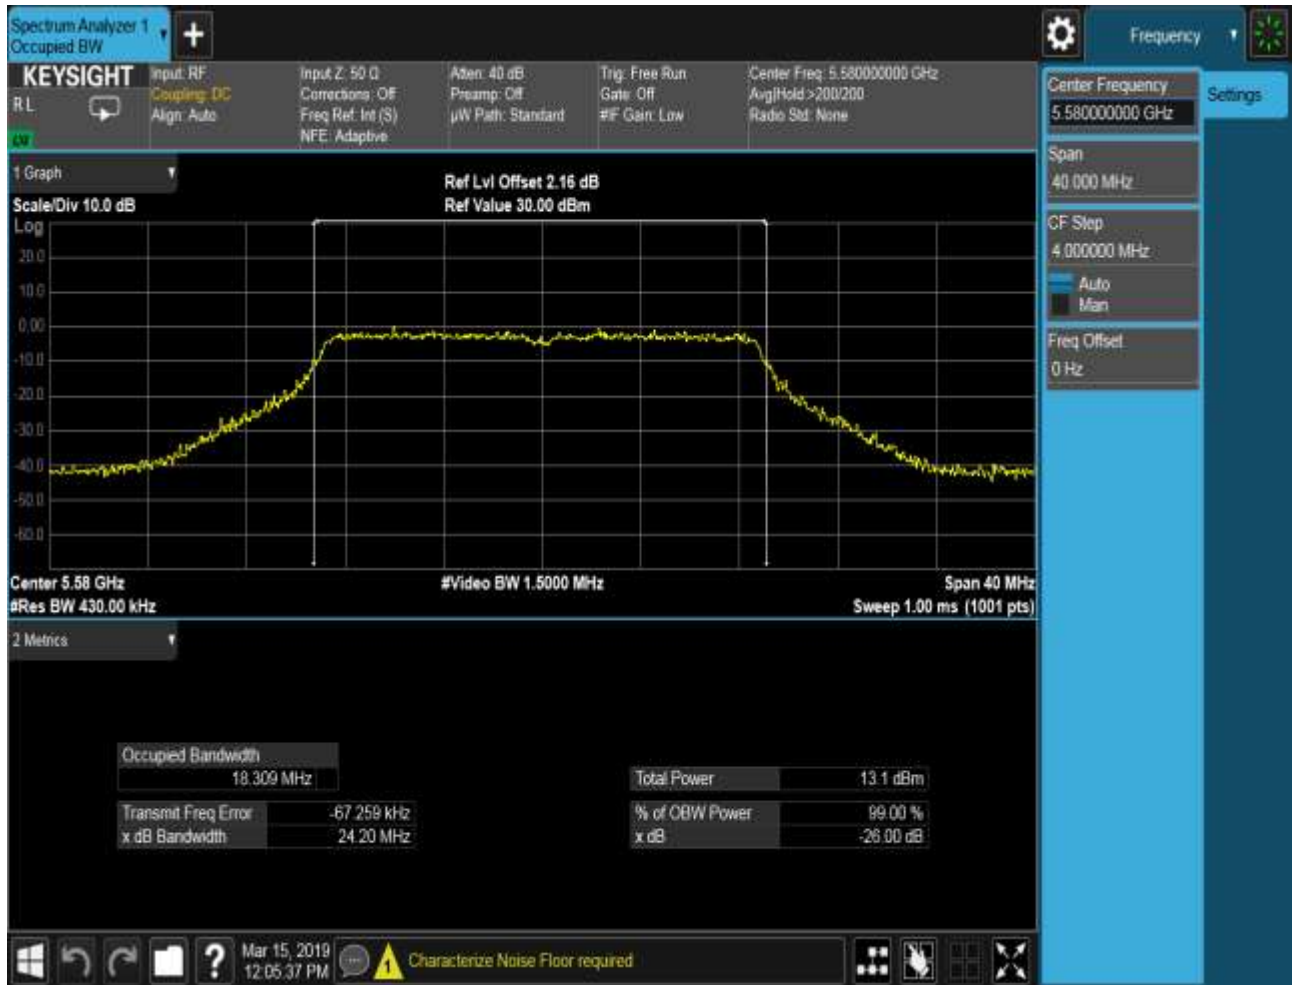 Spectrum Analyzer 1
Occupied BW
Frequency
KEYSIGHT
R L
Input: RF
Coupling: DC
Align: Auto
Input Z: 50 Ω
Corrections: Off
Freq Ref: Int (S)
NFE: Adaptive
Atten: 40 dB
Preamp: Off
µW Path: Standard
Trig: Free Run
Gate: Off
#IF Gain: Low
Center Freq: 5.580000000 GHz
Avg|Hold:>200/200
Radio Std: None
Center Frequency
5.580000000 GHz
Settings
Span
40.000 MHz
CF Step
4.000000 MHz
Auto
Man
Freq Offset
0 Hz
1 Graph
Scale/Div 10.0 dB
Ref Lvl Offset 2.16 dB
Ref Value 30.00 dBm
Log
20.0
10.0
0.00
-10.0
-20.0
-30.0
-40.0
-50.0
-60.0
Center 5.58 GHz
#Video BW 1.5000 MHz
Span 40 MHz
#Res BW 430.00 kHz
Sweep 1.00 ms (1001 pts)
2 Metrics
Occupied Bandwidth
18.309 MHz
Total Power 13.1 dBm
Transmit Freq Error -67.259 kHz
% of OBW Power 99.00 %
x dB Bandwidth 24.20 MHz
x dB -26.00 dB
?
Mar 15, 2019
12:05:37 PM
1
Characterize Noise Floor required